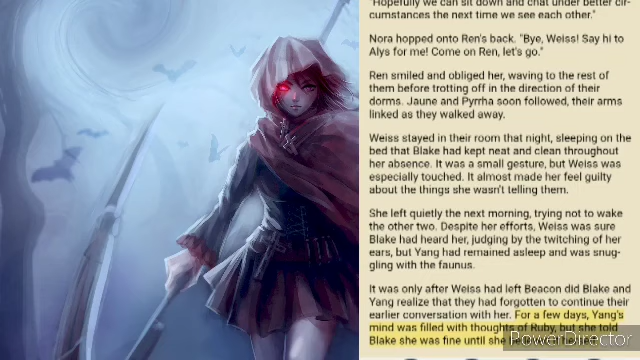 "Hopefully we can sit down and chat under better cir-
cumstances the next time we see each other."
Nora hopped onto Ren's back. "Bye, Weiss! Say hi to
Alys for me! Come on Ren, let's go."
Ren smiled and obliged her, waving to the rest of
them before trotting off in the direction of their
dorms. Jaune and Pyrrha soon followed, their arms
linked as they walked away.
Weiss stayed in their room that night, sleeping on the
bed that Blake had kept neat and clean throughout
her absence. It was a small gesture, but Weiss was
especially touched. It almost made her feel guilty
about the things she wasn't telling them.
She left quietly the next morning, trying not to wake
the other two. Despite her efforts, Weiss was sure
Blake had heard her, judging by the twitching of her
ears, but Yang had remained asleep and was snug-
gling with the faunus.
It was only after Weiss had left Beacon did Blake and
Yang realize that they had forgotten to continue their
earlier conversation with her. For a few days, Yang's
mind was filled with thoughts of Ruby, but she told
Blake she was fine until she
PowerDirector